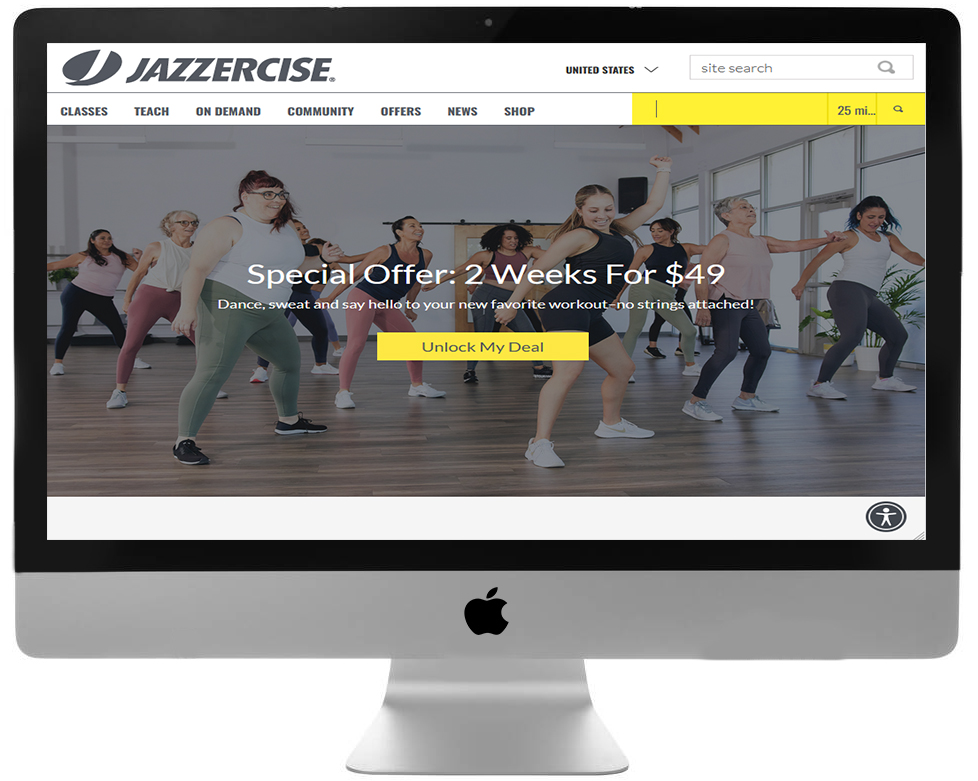 JAZZERCISE®
UNITED STATES
site search
CLASSES TEACH ON DEMAND COMMUNITY OFFERS NEWS SHOP
25 mi...
Special Offer: 2 Weeks For $49
Dance, sweat and say hello to your new favorite workout–no strings attached!
Unlock My Deal